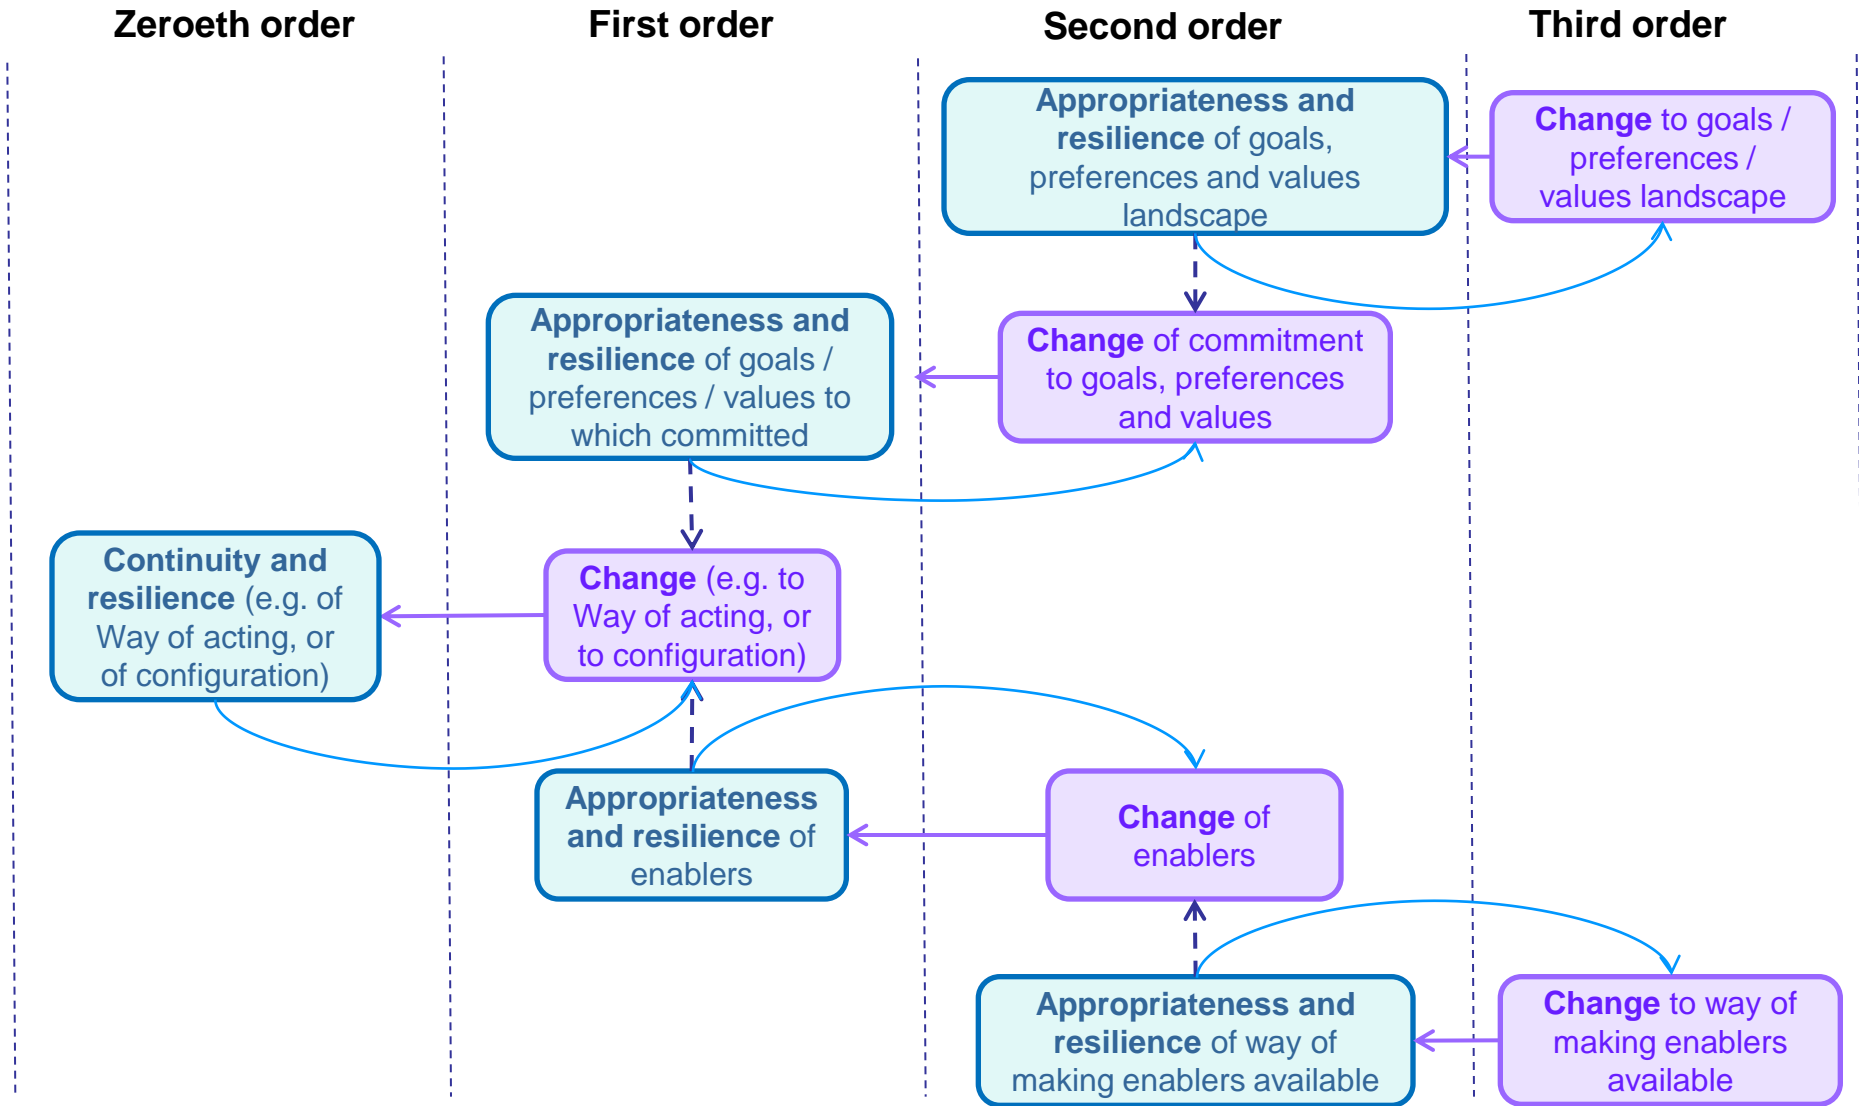 Zeroeth order
First order
Second order
Third order
Appropriateness and
resilience of goals,
preferences and values
landscape
Change to goals /
preferences /
values landscape
Appropriateness and
resilience of goals /
preferences / values to
which committed
Change of commitment
to goals, preferences
and values
Continuity and
resilience (e.g. of
Way of acting, or
of configuration)
Change (e.g. to
Way of acting, or
to configuration)
Appropriateness
and resilience of
enablers
Change of
enablers
Appropriateness and
resilience of way of
making enablers available
Change to way of
making enablers
available